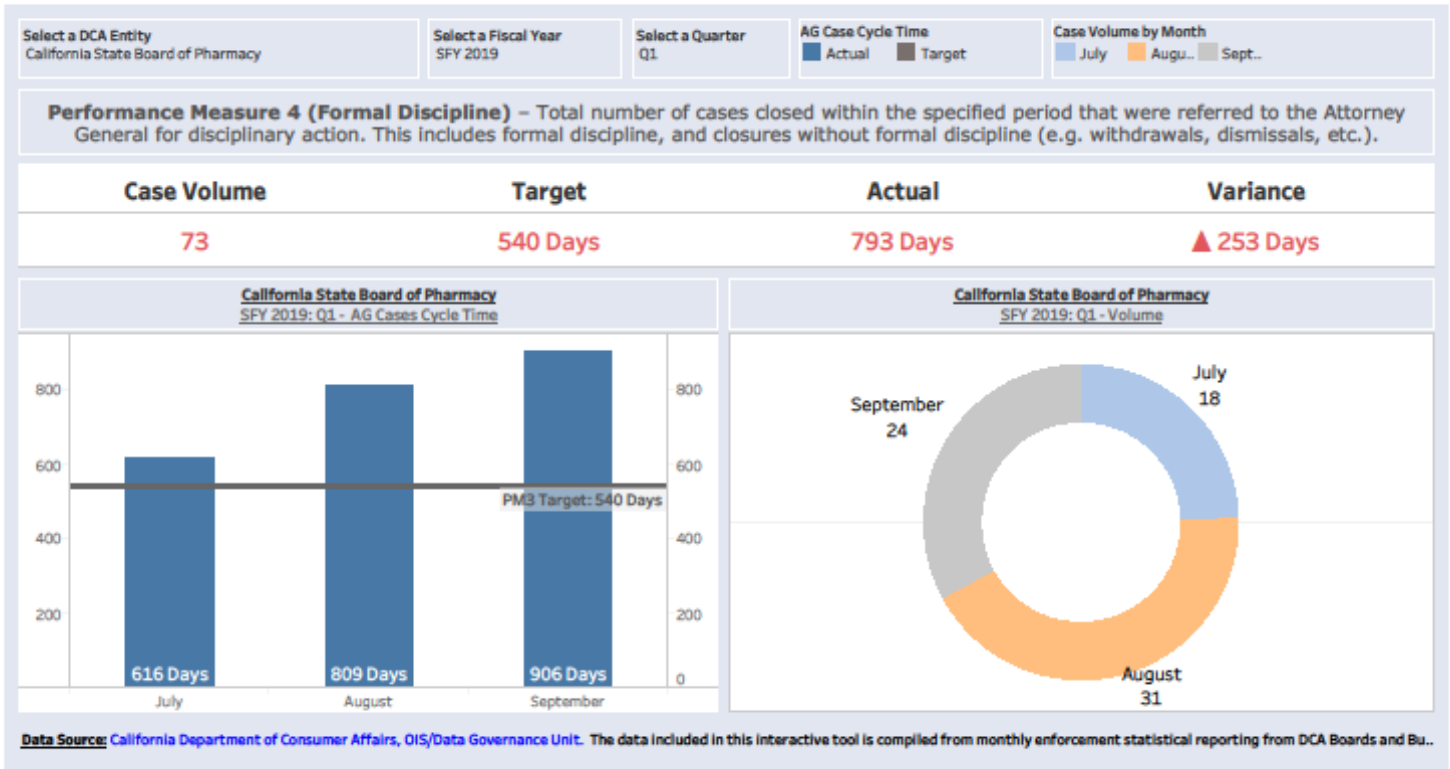 Select a DCA Entity
California State Board of Pharmacy
Select a Fiscal Year
SFY 2019
Select a Quarter
Q1
AG Case Cycle Time
Actual Target
Case Volume by Month
July Augu.. Sept..
Performance Measure 4 (Formal Discipline) – Total number of cases closed within the specified period that were referred to the Attorney
General for disciplinary action. This includes formal discipline, and closures without formal discipline (e.g. withdrawals, dismissals, etc.).
Case Volume Target Actual Variance
73 540 Days 793 Days ▲ 253 Days
California State Board of Pharmacy
SFY 2019: Q1 - AG Cases Cycle Time
800 800
600 600
PM3 Target: 540 Days
400 400
200 200
616 Days 809 Days 906 Days 0
July August September
California State Board of Pharmacy
SFY 2019: Q1 - Volume
July
18
September
24
August
31
Data Source: California Department of Consumer Affairs, OIS/Data Governance Unit. The data included in this interactive tool is compiled from monthly enforcement statistical reporting from DCA Boards and Bu..